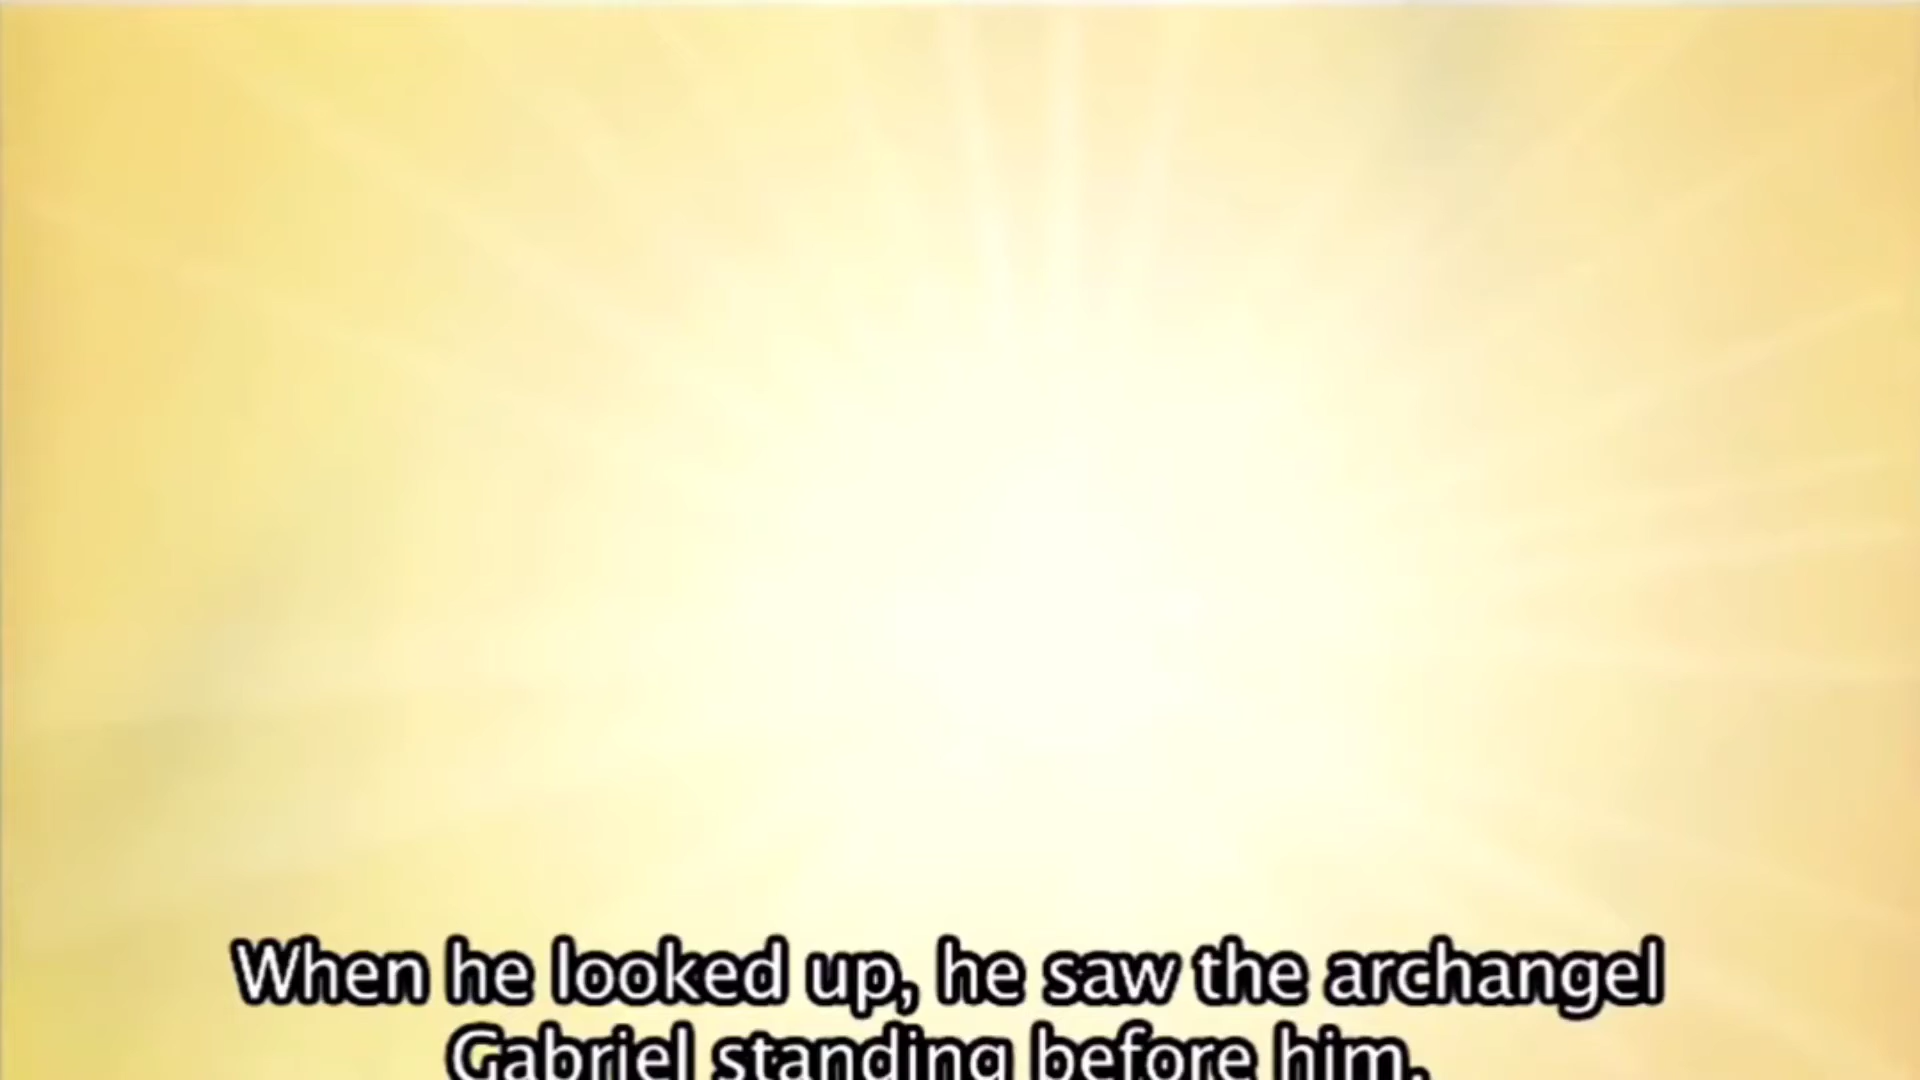 When he looked up, he saw the archangel
Gabriel standing before him.